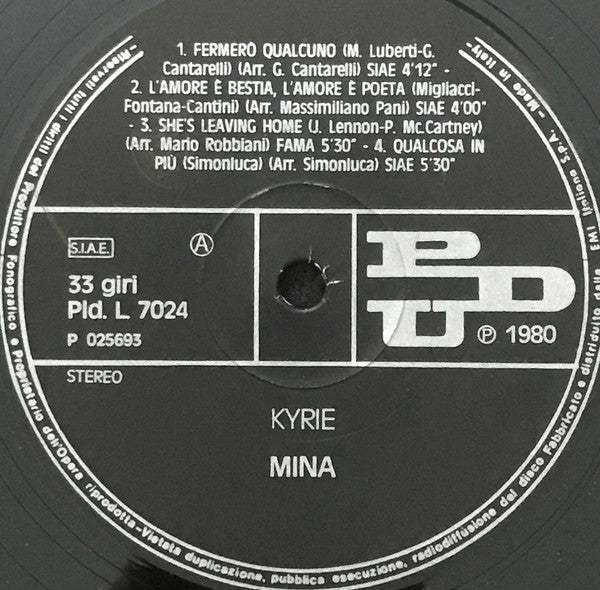 1. FERMERÒ QUALCUNO (M. Luberti-G.
Cantarelli) (Arr. G. Cantarelli) SIAE 4'12" -
2. L'AMORE È BESTIA, L'AMORE È POETA (Migliacci-
Fontana-Cantini) (Arr. Massimiliano Pani) SIAE 4'00"
- 3. SHE'S LEAVING HOME (J. Lennon-P. Mc.Cartney)
(Arr. Mario Robbiani) FAMA 5'30" - 4. QUALCOSA IN
PIÙ (Simonluca) (Arr. Simonluca) SIAE 5'30"
S.I.A.E.
A
33 giri
Pld. L. 7024
P 025693
PDU
℗ 1980
STEREO
KYRIE
MINA
-Riservati tutti i diritti del Produttore Fonografico e Proprietario dell'Opera riprodotta-Vietata duplicazione, pubblica esecuzione, radiodiffusione del disco Fabbricato e distribuito dalla EMI Italiana S.p.A.-Made in Italy-